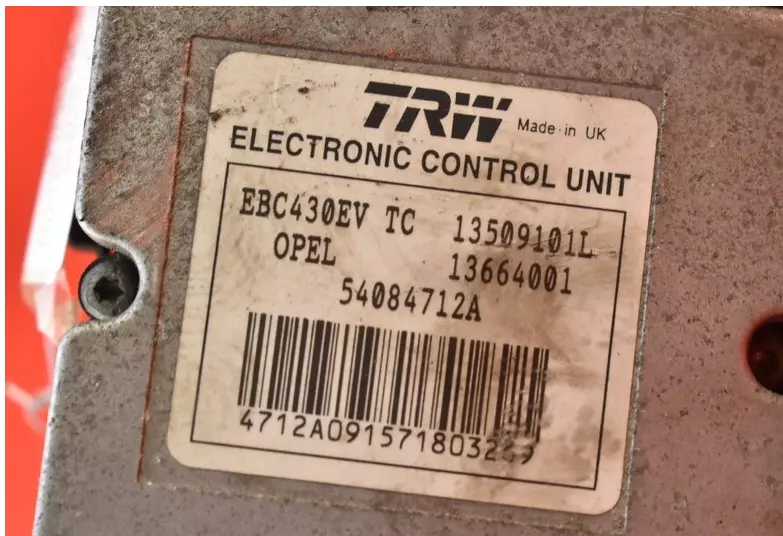 TRW Made in UK
ELECTRONIC CONTROL UNIT
EBC430EV TC 13509101L
OPEL 13664001
54084712A